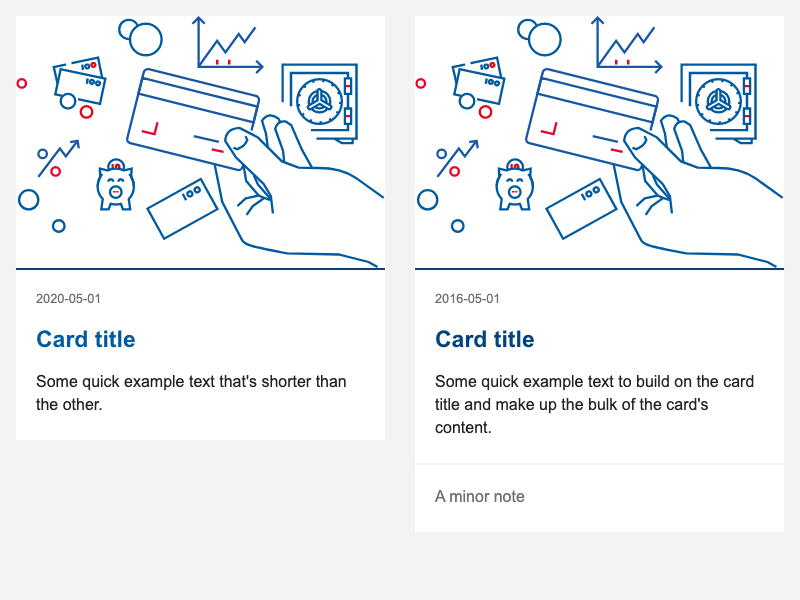 100
100
100
10
2020-05-01
Card title
Some quick example text that's shorter than
the other.
100
100
100
10
2016-05-01
Card title
Some quick example text to build on the card
title and make up the bulk of the card's
content.
A minor note